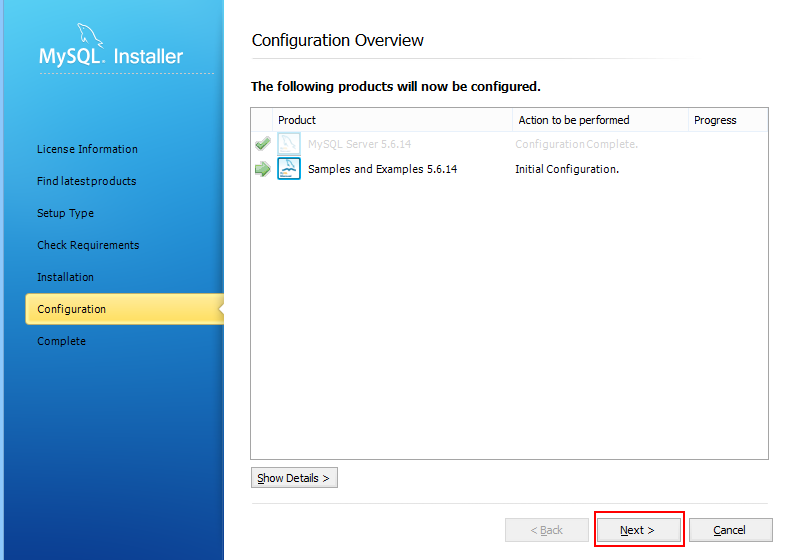 MySQL. Installer
License Information
Find latest products
Setup Type
Check Requirements
Installation
Configuration
Complete
Configuration Overview
The following products will now be configured.
Product Action to be performed Progress
MySQL Server 5.6.14 Configuration Complete.
Samples and Examples 5.6.14 Initial Configuration.
Show Details >
< Back Next > Cancel